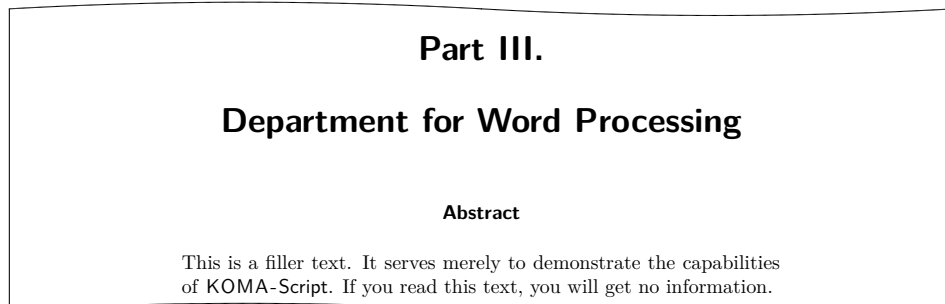 Part III.
Department for Word Processing
Abstract
This is a filler text. It serves merely to demonstrate the capabilities
of KOMA-Script. If you read this text, you will get no information.